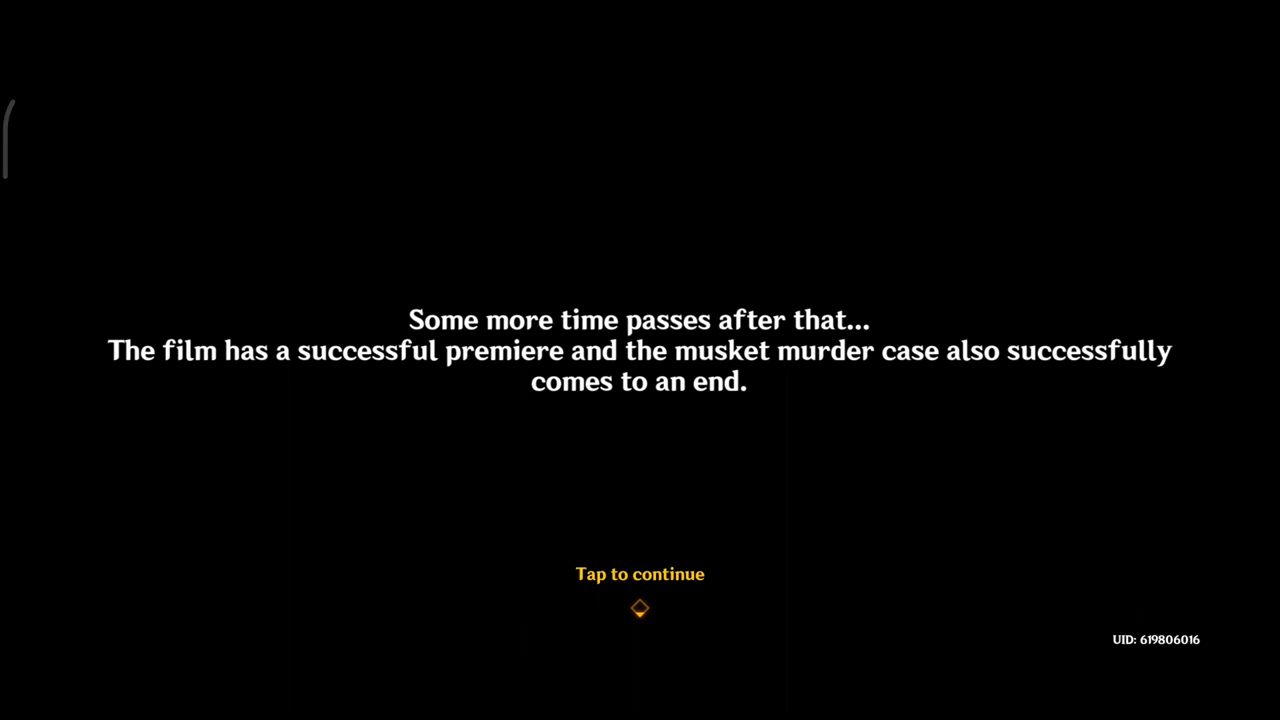 Some more time passes after that...
The film has a successful premiere and the musket murder case also successfully
comes to an end.
Tap to continue
UID: 619806016